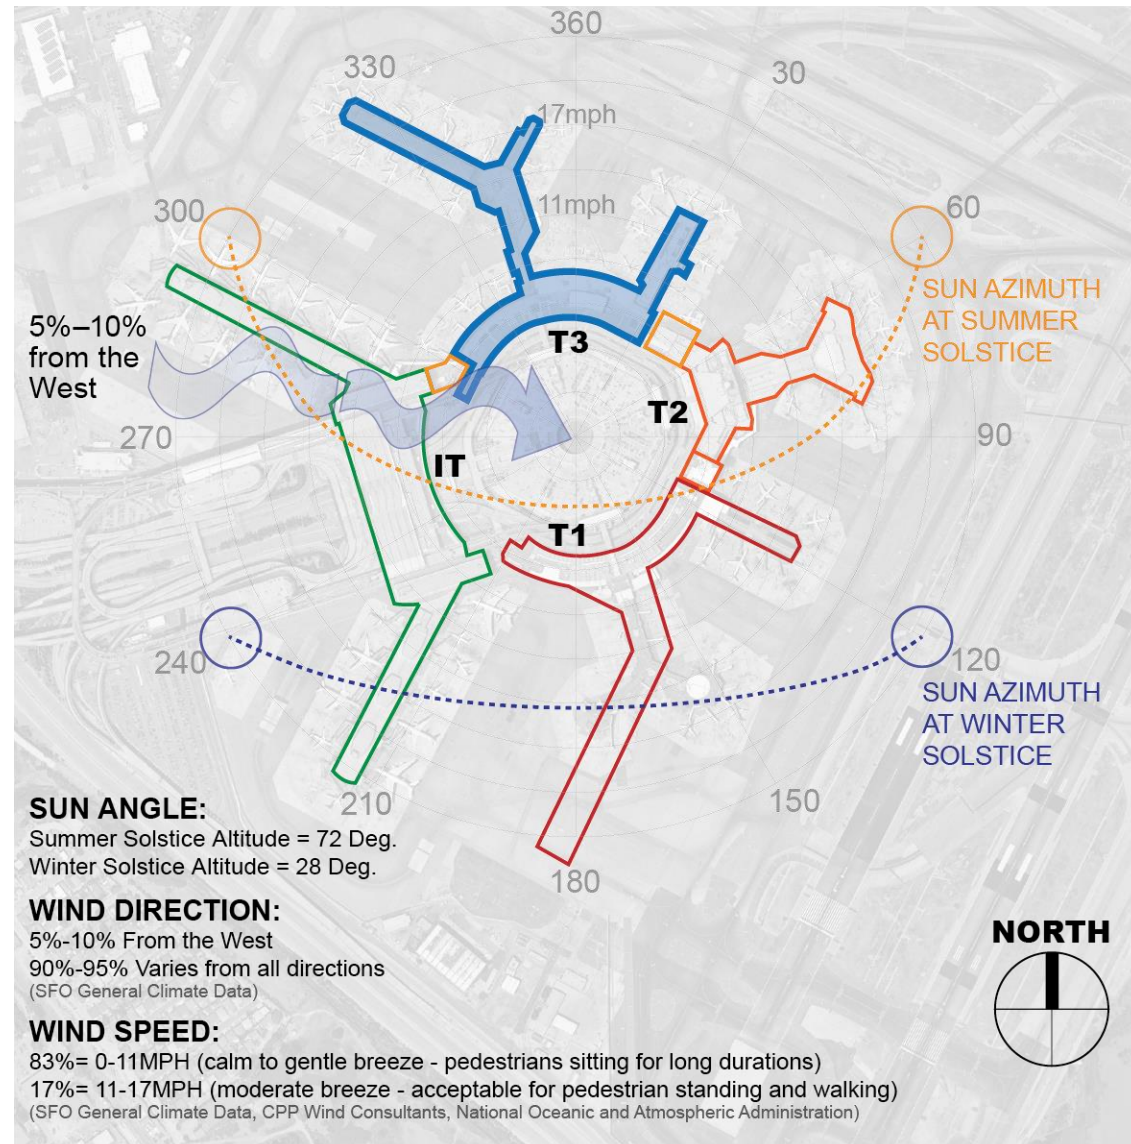 360
330
30
17mph
11mph
300
60
SUN AZIMUTH
AT SUMMER
SOLSTICE
5%–10%
from the
West
T3
T2
270
90
IT
T1
240
120
SUN AZIMUTH
AT WINTER
SOLSTICE
210
150
180
SUN ANGLE:
Summer Solstice Altitude = 72 Deg.
Winter Solstice Altitude = 28 Deg.
WIND DIRECTION:
5%-10% From the West
90%-95% Varies from all directions
(SFO General Climate Data)
NORTH
WIND SPEED:
83%= 0-11MPH (calm to gentle breeze - pedestrians sitting for long durations)
17%= 11-17MPH (moderate breeze - acceptable for pedestrian standing and walking)
(SFO General Climate Data, CPP Wind Consultants, National Oceanic and Atmospheric Administration)